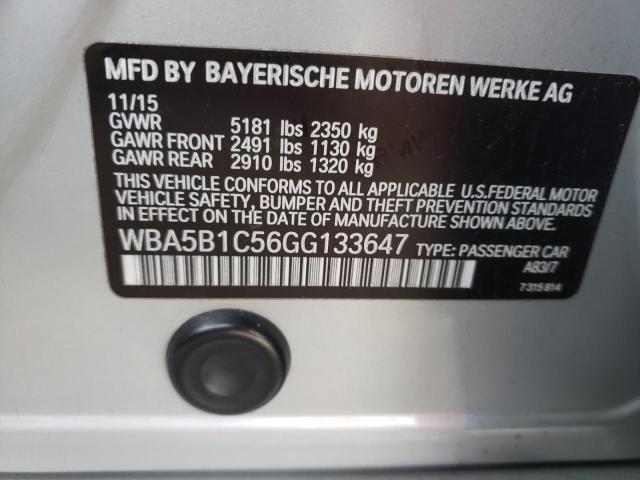 MFD BY BAYERISCHE MOTOREN WERKE AG
11/15
GVWR 5181 lbs 2350 kg
GAWR FRONT 2491 lbs 1130 kg
GAWR REAR 2910 lbs 1320 kg
THIS VEHICLE CONFORMS TO ALL APPLICABLE U.S.FEDERAL MOTOR
VEHICLE SAFETY, BUMPER, AND THEFT PREVENTION STANDARDS
IN EFFECT ON THE DATE OF MANUFACTURE SHOWN ABOVE.
WBA5B1C56GG133647 TYPE: PASSENGER CAR
A83/7
7315814